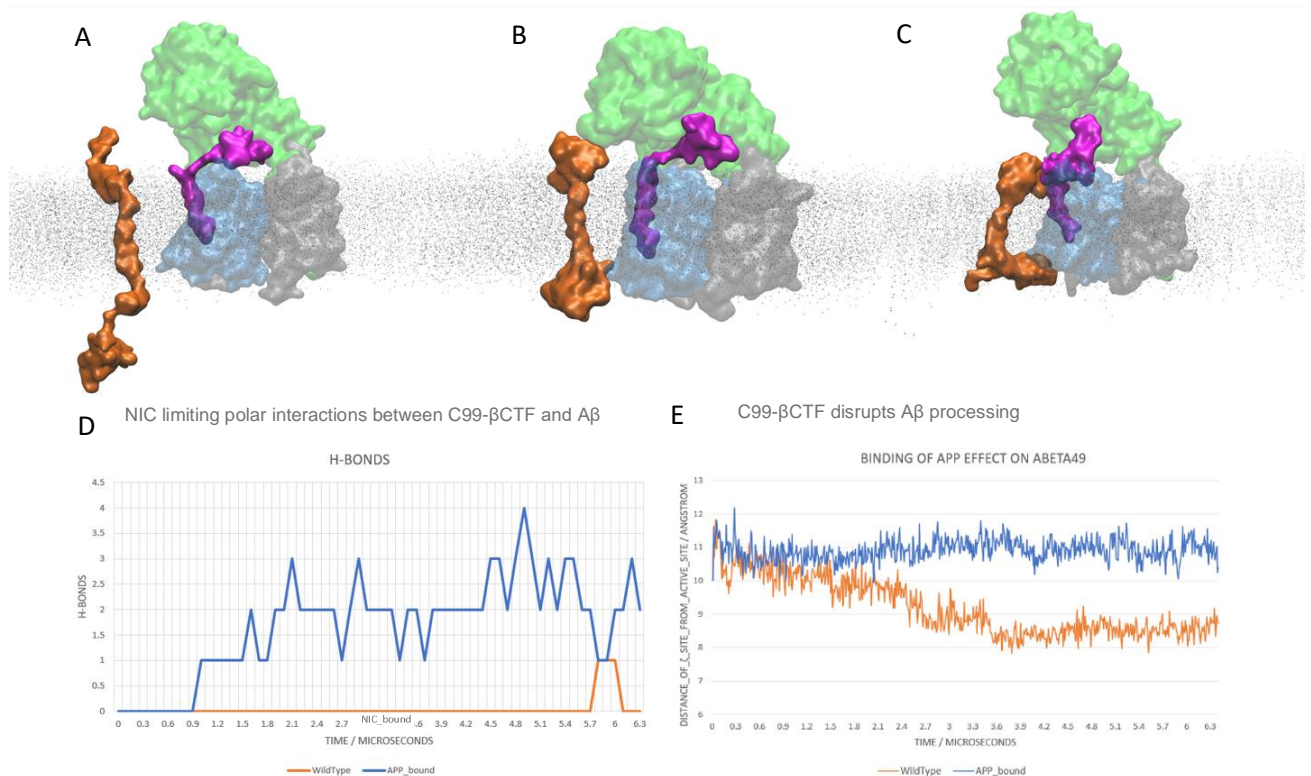 A
B
C
D
NIC limiting polar interactions between C99-βCTF and Aβ
H-BONDS
H-BONDS
4.5
4
3.5
3
2.5
2
1.5
1
0.5
0
0 0.3 0.6 0.9 1.2 1.5 1.8 2.1 2.4 2.7 NIC_bound .6 3.9 4.2 4.5 4.8 5.1 5.4 5.7 6 6.3
TIME / MICROSECONDS
WildType APP_bound
E
C99-βCTF disrupts Aβ processing
BINDING OF APP EFFECT ON ABETA49
DISTANCE_OF_ζ_SITE_FROM_ACTIVE_SITE / ANGSTROM
13
12
11
10
9
8
7
6
0 0.3 0.6 0.9 1.2 1.5 1.8 2.1 2.4 2.7 3 3.3 3.6 3.9 4.2 4.5 4.8 5.1 5.4 5.7 6 6.3
TIME / MICROSECONDS
WildType APP_bound